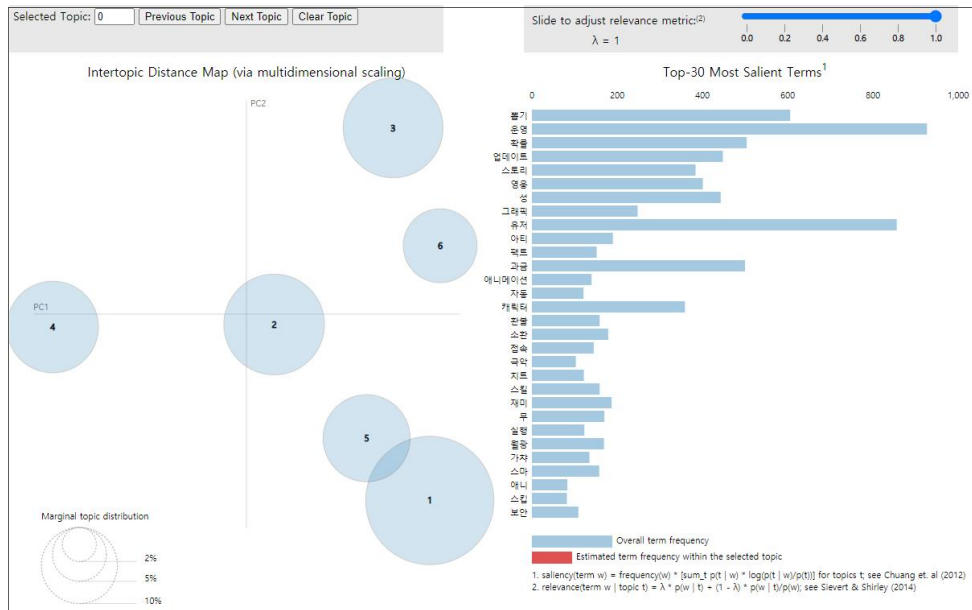 Selected Topic: 0 Previous Topic Next Topic Clear Topic
Slide to adjust relevance metric:(2)
λ = 1
0.0 0.2 0.4 0.6 0.8 1.0
Intertopic Distance Map (via multidimensional scaling)
PC2
PC1
3
6
4
2
5
1
Marginal topic distribution
2%
5%
10%
Top-30 Most Salient Terms1
0 200 400 600 800 1,000
뽑기
운영
확률
업데이트
스토리
영웅
성
그래픽
유저
아티
팩트
과금
애니메이션
자동
캐릭터
환불
소환
접속
극악
치트
스킬
재미
무
실행
월광
가챠
스마
애니
스킵
보안
Overall term frequency
Estimated term frequency within the selected topic
1. saliency(term w) = frequency(w) * [sum_t p(t | w) * log(p(t | w)/p(t))] for topics t; see Chuang et. al (2012)
2. relevance(term w | topic t) = λ * p(w | t) + (1 - λ) * p(w | t)/p(w); see Sievert & Shirley (2014)